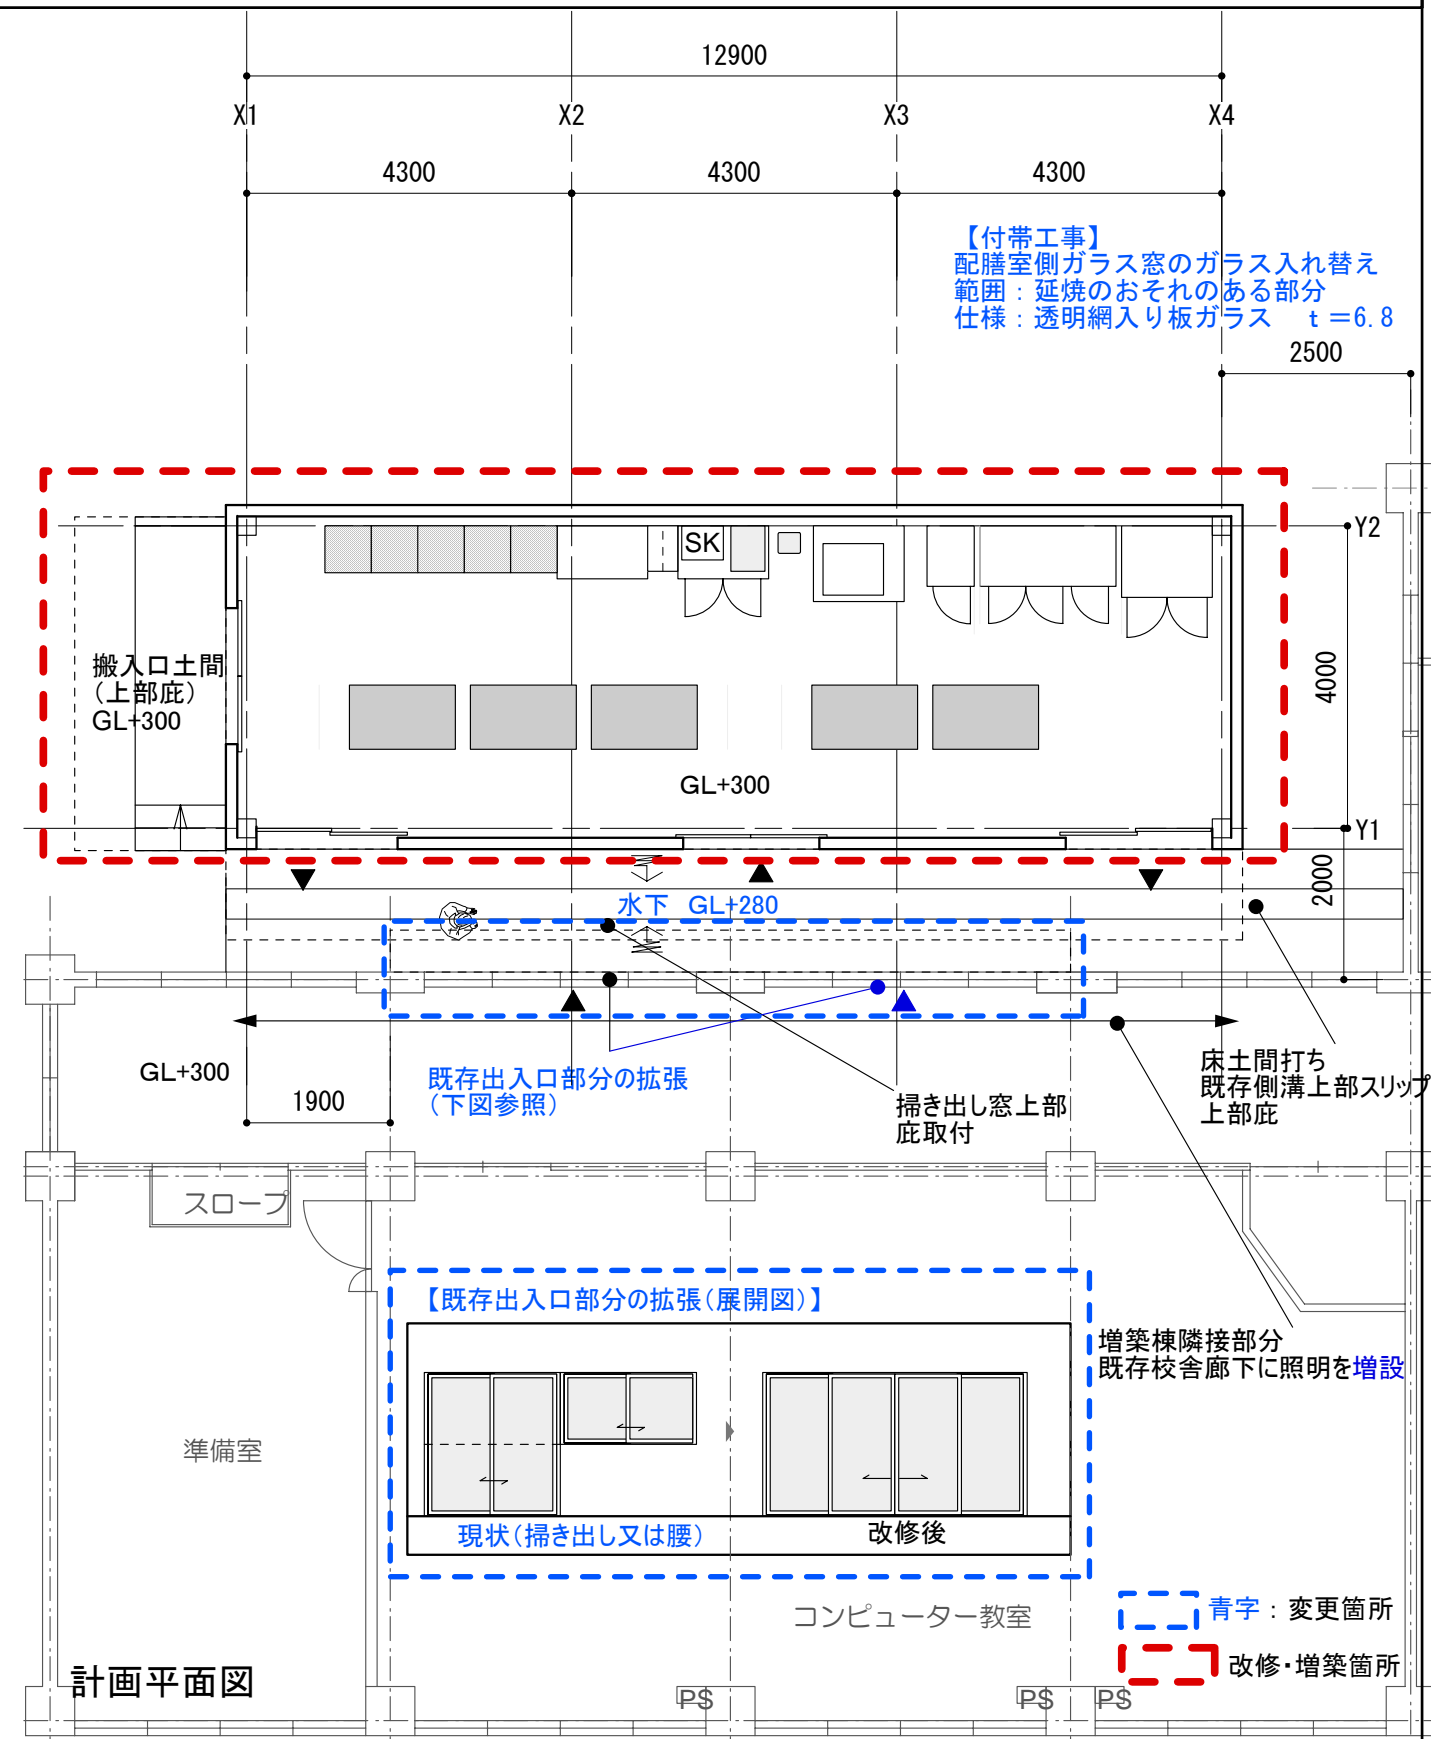 12900
X1
X2
X3
X4
4300
4300
4300
【付帯工事】
配膳室側ガラス窓のガラス入れ替え
範囲：延焼のおそれのある部分
仕様：透明網入り板ガラス　ｔ＝6.8
2500
SK
Y2
搬入口土間
（上部庇）
GL+300
4000
GL+300
Y1
2000
水下 GL+280
GL+300
既存出入口部分の拡張
（下図参照）
床土間打ち
既存側溝上部スリップ
上部庇
1900
掃き出し窓上部
庇取付
スロープ
【既存出入口部分の拡張（展開図）】
増築棟隣接部分
既存校舎廊下に照明を増設
準備室
現状（掃き出し又は腰）
改修後
コンピューター教室
青字：変更箇所
改修・増築箇所
計画平面図
PS
PS
PS